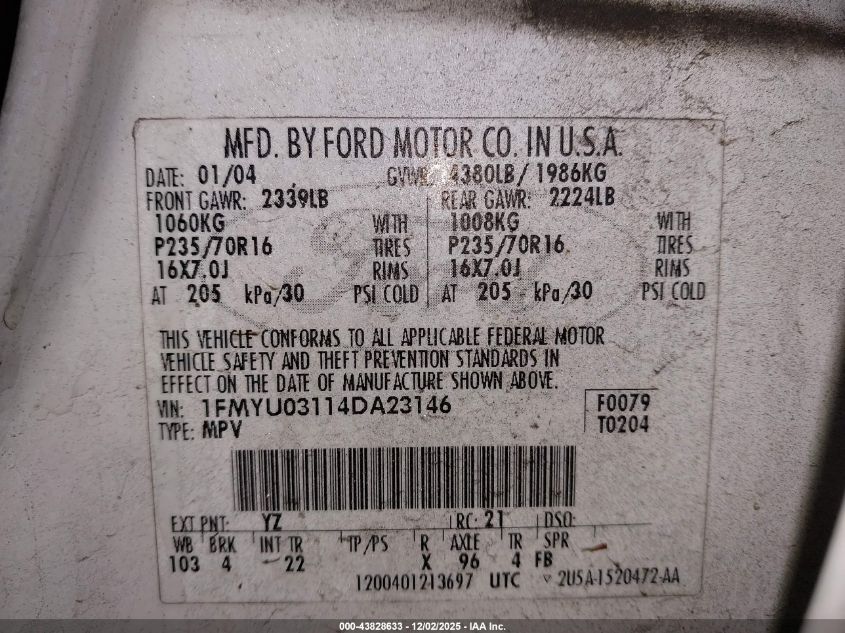 MFD. BY FORD MOTOR CO. IN U.S.A.
DATE: 01/04 GVWR: 4380LB/ 1986KG
FRONT GAWR: 2339LB REAR GAWR: 2224LB
1060KG WITH 1008KG WITH
P235/70R16 TIRES P235/70R16 TIRES
16X7.0J RIMS 16X7.0J RIMS
AT 205 kPa/30 PSI COLD AT 205 kPa/30 PSI COLD
THIS VEHICLE CONFORMS TO ALL APPLICABLE FEDERAL MOTOR
VEHICLE SAFETY AND THEFT PREVENTION STANDARDS IN
EFFECT ON THE DATE OF MANUFACTURE SHOWN ABOVE.
VIN: 1FMYU03114DA23146 F0079
TYPE: MPV T0204
EXT PNT: YZ RC: 21 DSO:
WB BRK INT TR TP/PS R AXLE TR SPR
103 4 22 X 96 4 FB
1200401213697 UTC 2U5A-1520472-AA
000-43828633 - 12/02/2025 - IAA Inc.